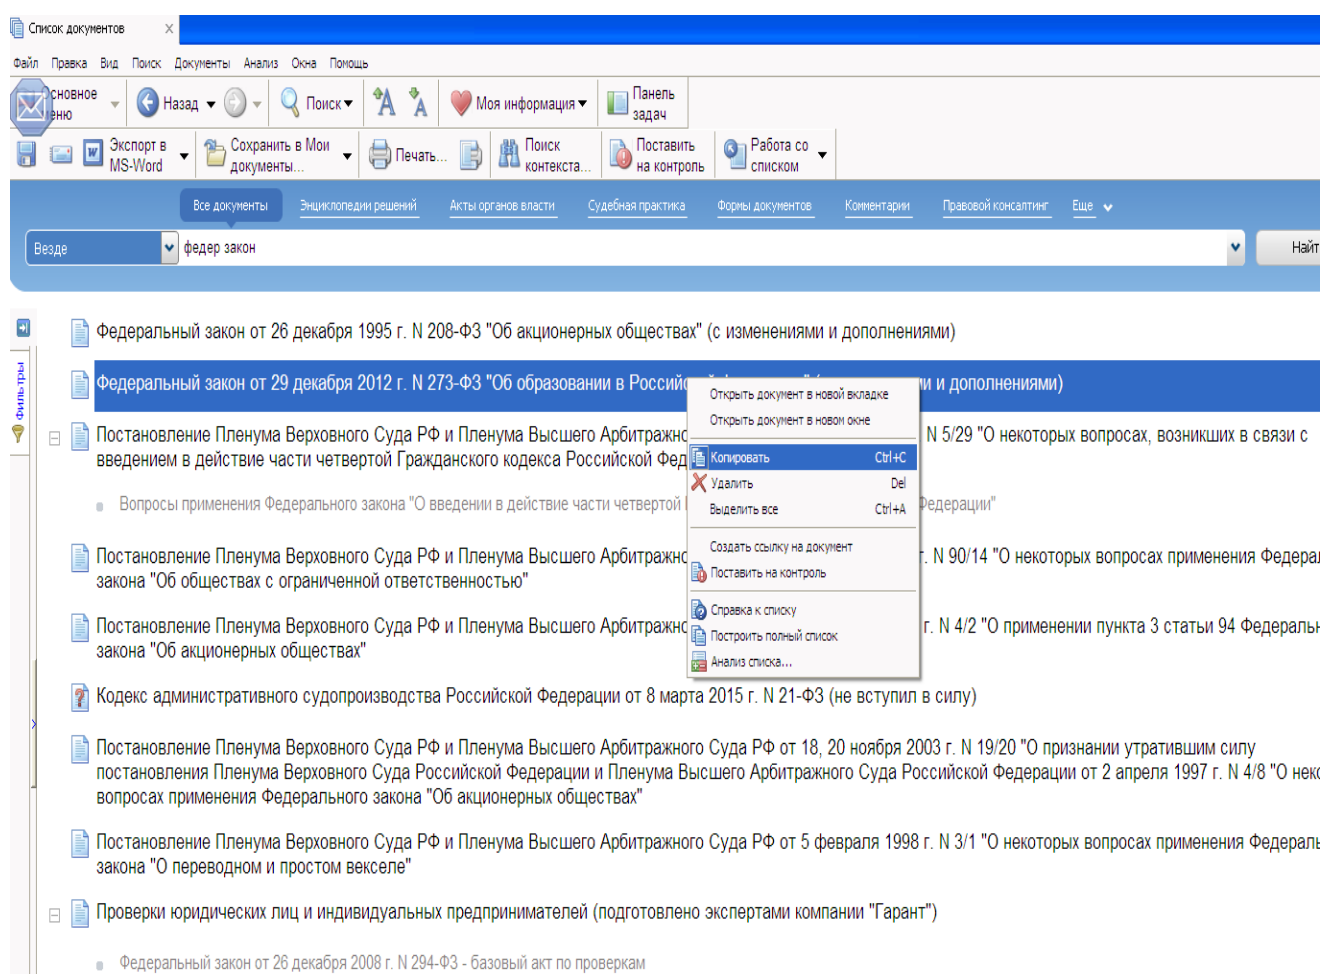 Список документов
Файл Правка Вид Поиск Документы Анализ Окна Помощь
Основное меню
Назад
Поиск
Моя информация
Панель задач
Экспорт в MS-Word
Сохранить в Мои документы...
Печать...
Поиск контекста...
Поставить на контроль
Работа со списком
Все документы Энциклопедии решений Акты органов власти Судебная практика Формы документов Комментарии Правовой консалтинг Еще
Везде федер закон Найт
Фильтры
Федеральный закон от 26 декабря 1995 г. N 208-ФЗ "Об акционерных обществах" (с изменениями и дополнениями)
Федеральный закон от 29 декабря 2012 г. N 273-ФЗ "Об образовании в Россий и дополнениями)
Постановление Пленума Верховного Суда РФ и Пленума Высшего Арбитражно N 5/29 "О некоторых вопросах, возникших в связи с
введением в действие части четвертой Гражданского кодекса Российской Фед
Вопросы применения Федерального закона "О введении в действие части четвертой Федерации"
Постановление Пленума Верховного Суда РФ и Пленума Высшего Арбитражно г. N 90/14 "О некоторых вопросах применения Федерал
закона "Об обществах с ограниченной ответственностью"
Постановление Пленума Верховного Суда РФ и Пленума Высшего Арбитражно г. N 4/2 "О применении пункта 3 статьи 94 Федеральн
закона "Об акционерных обществах"
Открыть документ в новой вкладке
Открыть документ в новом окне
Копировать Ctrl+C
Удалить Del
Выделить все Ctrl+A
Создать ссылку на документ
Поставить на контроль
Справка к списку
Построить полный список
Анализ списка...
Кодекс административного судопроизводства Российской Федерации от 8 марта 2015 г. N 21-ФЗ (не вступил в силу)
Постановление Пленума Верховного Суда РФ и Пленума Высшего Арбитражного Суда РФ от 18, 20 ноября 2003 г. N 19/20 "О признании утратившим силу
постановления Пленума Верховного Суда Российской Федерации и Пленума Высшего Арбитражного Суда Российской Федерации от 2 апреля 1997 г. N 4/8 "О неко
вопросах применения Федерального закона "Об акционерных обществах"
Постановление Пленума Верховного Суда РФ и Пленума Высшего Арбитражного Суда РФ от 5 февраля 1998 г. N 3/1 "О некоторых вопросах применения Федераль
закона "О переводном и простом векселе"
Проверки юридических лиц и индивидуальных предпринимателей (подготовлено экспертами компании "Гарант")
Федеральный закон от 26 декабря 2008 г. N 294-ФЗ - базовый акт по проверкам